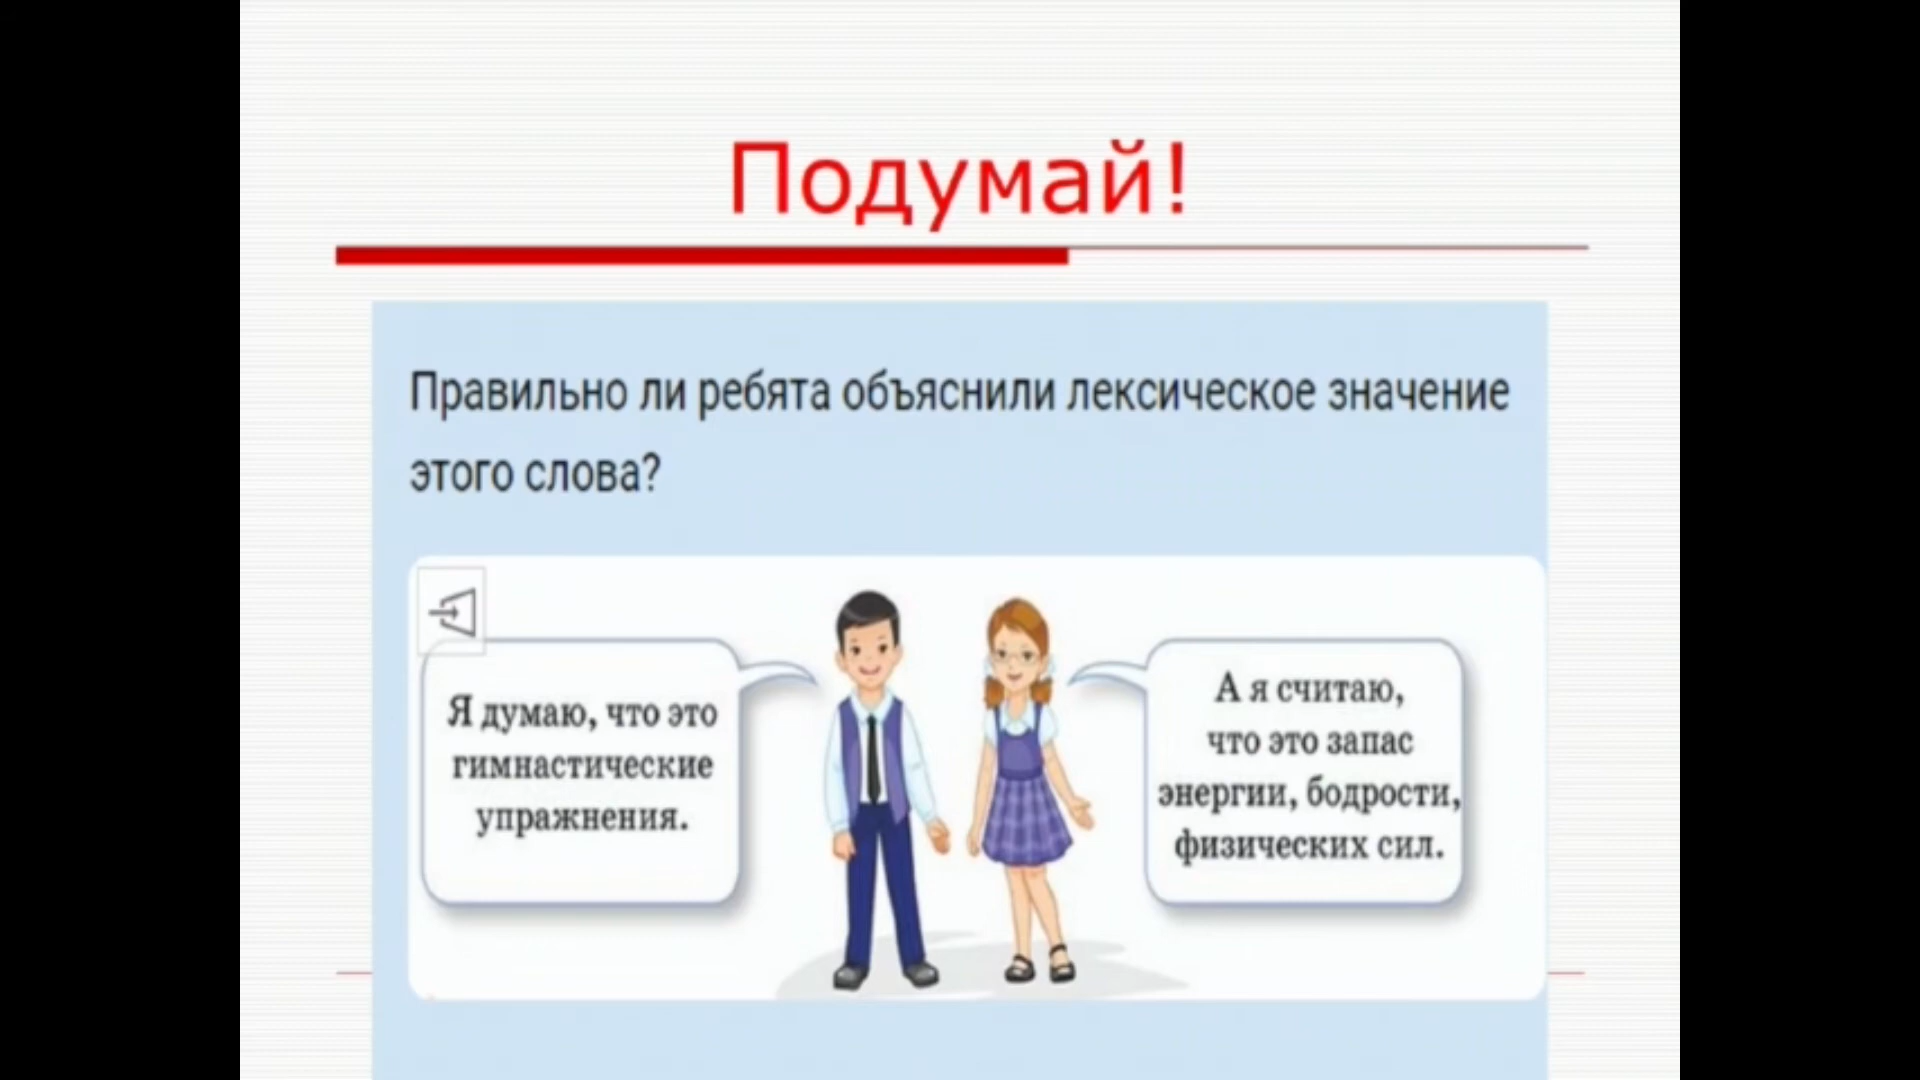 Подумай!
Правильно ли ребята объяснили лексическое значение
этого слова?
Я думаю, что это
гимнастические
упражнения.
А я считаю,
что это запас
энергии, бодрости,
физических сил.